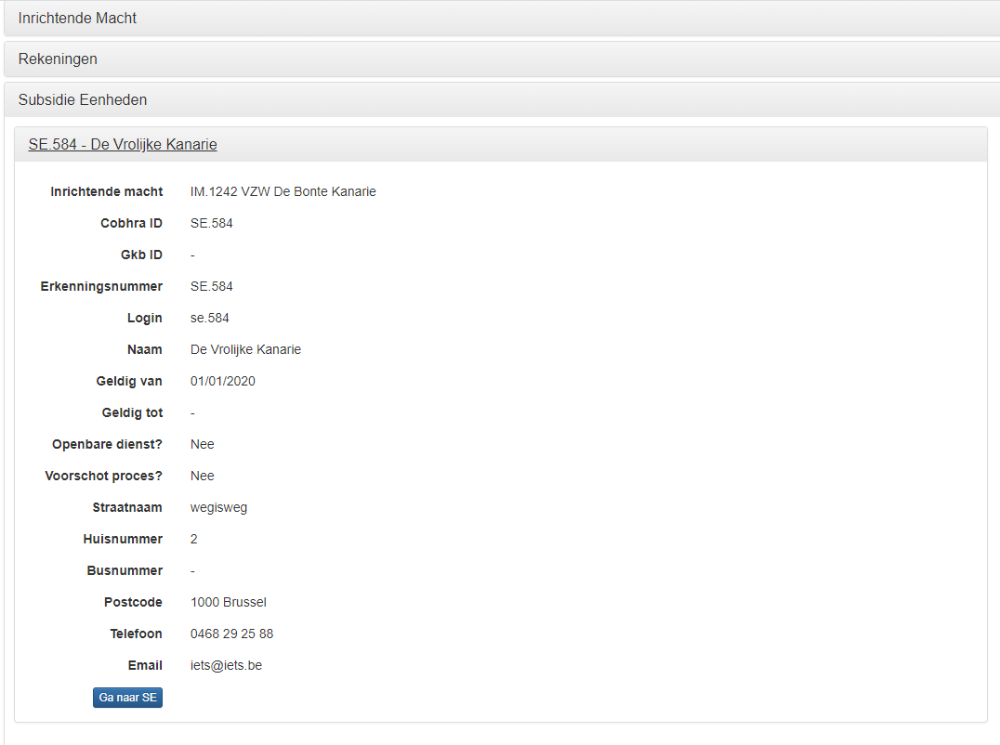 Inrichtende Macht
Rekeningen
Subsidie Eenheden
SE.584 - De Vrolijke Kanarie
Inrichtende macht IM.1242 VZW De Bonte Kanarie
Cobhra ID SE.584
Gkb ID -
Erkenningsnummer SE.584
Login se.584
Naam De Vrolijke Kanarie
Geldig van 01/01/2020
Geldig tot -
Openbare dienst? Nee
Voorschot proces? Nee
Straatnaam wegisweg
Huisnummer 2
Busnummer -
Postcode 1000 Brussel
Telefoon 0468 29 25 88
Email iets@iets.be
Ga naar SE